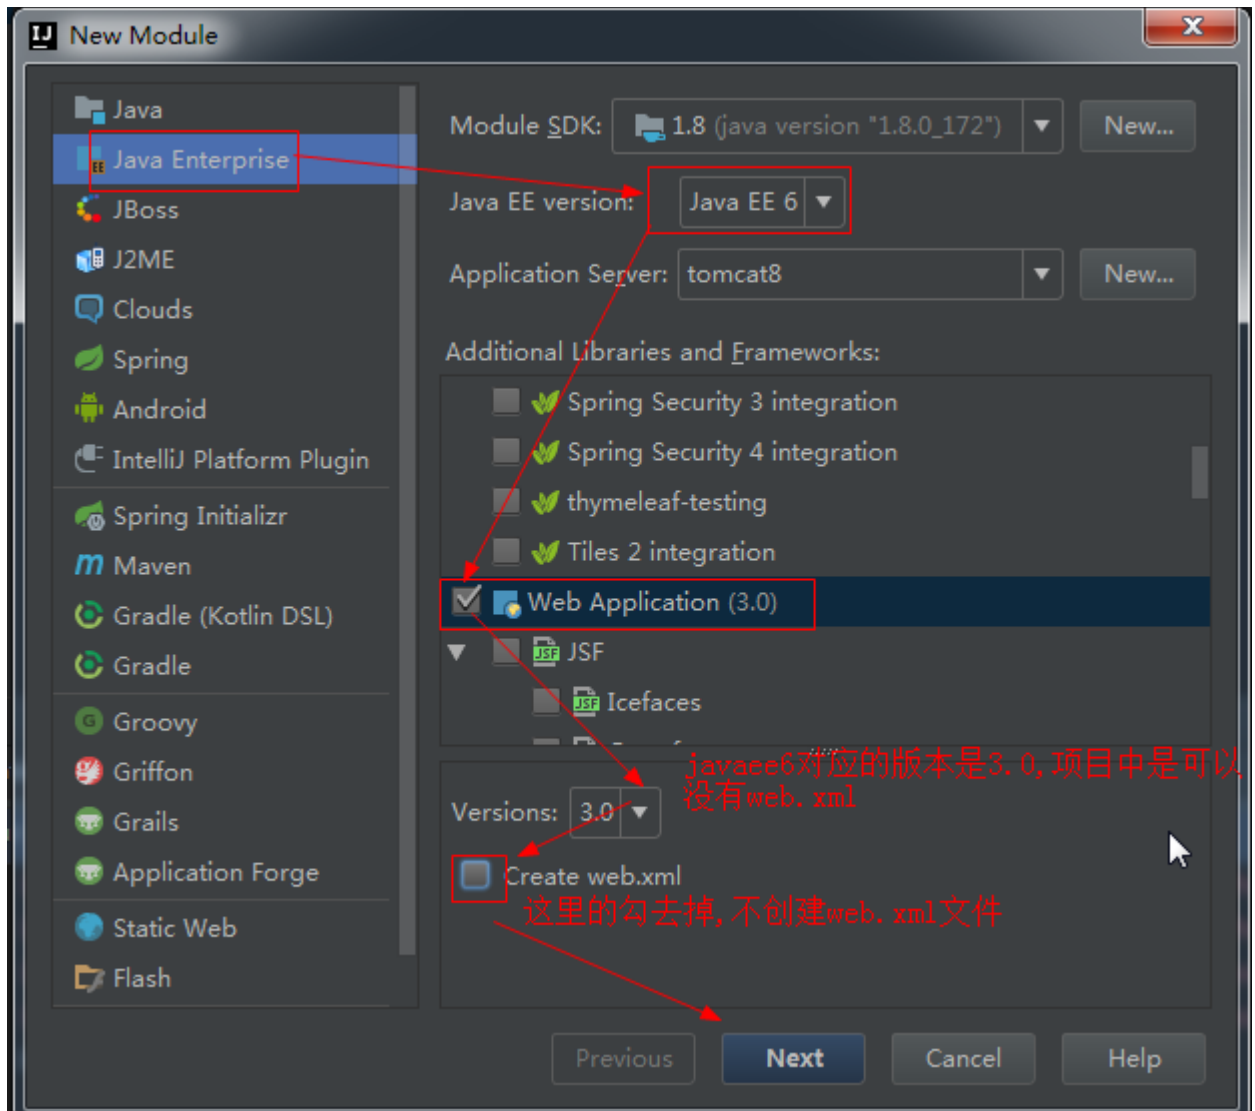 IJ New Module
Java
Java Enterprise
JBoss
J2ME
Clouds
Spring
Android
IntelliJ Platform Plugin
Spring Initializr
Maven
Gradle (Kotlin DSL)
Gradle
Groovy
Griffon
Grails
Application Forge
Static Web
Flash
Module SDK: 1.8 (java version "1.8.0_172") New...
Java EE version: Java EE 6
Application Server: tomcat8 New...
Additional Libraries and Frameworks:
Spring Security 3 integration
Spring Security 4 integration
thymeleaf-testing
Tiles 2 integration
Web Application (3.0)
JSF
Icefaces
javaee6对应的版本是3.0,项目中是可以
没有web.xml
Versions: 3.0
Create web.xml
这里的勾去掉,不创建web.xml文件
Previous Next Cancel Help